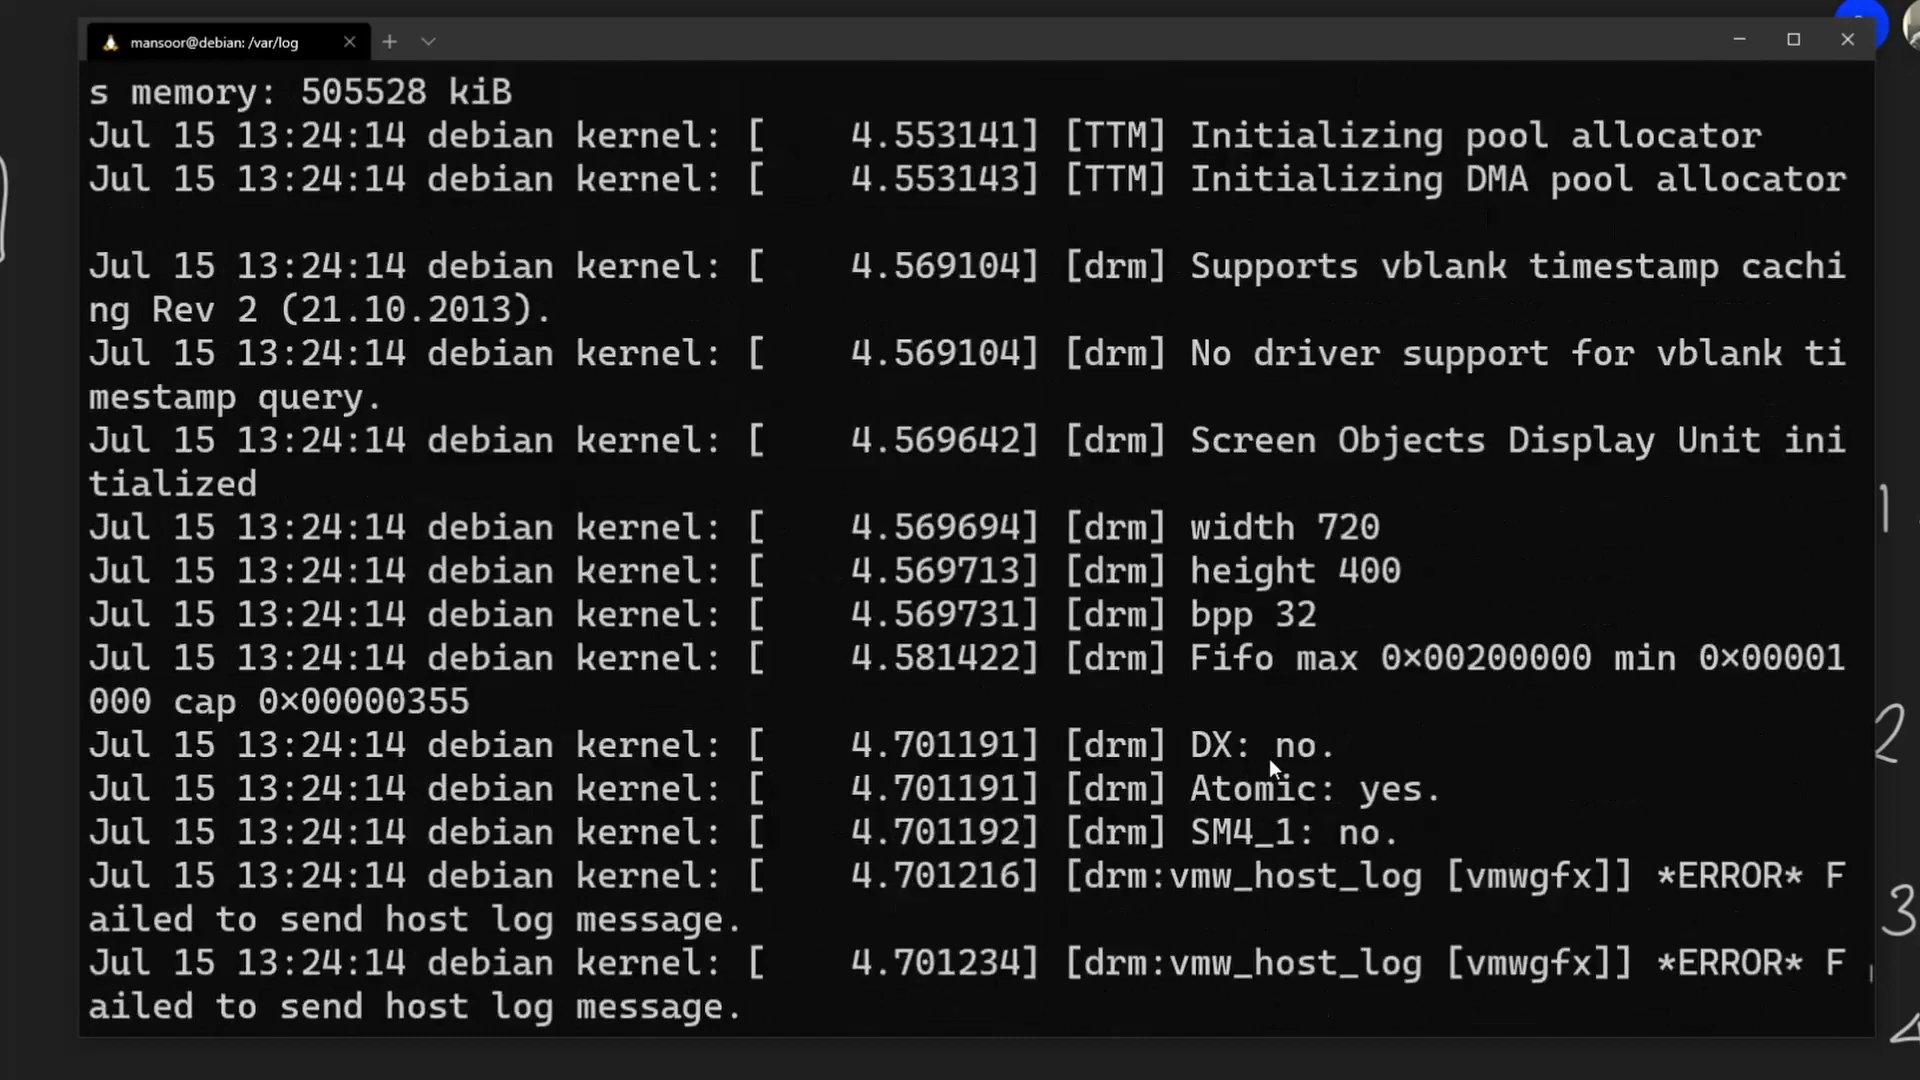 mansoor@debian: /var/log
s memory: 505528 kiB
Jul 15 13:24:14 debian kernel: [    4.553141] [TTM] Initializing pool allocator
Jul 15 13:24:14 debian kernel: [    4.553143] [TTM] Initializing DMA pool allocator
Jul 15 13:24:14 debian kernel: [    4.569104] [drm] Supports vblank timestamp cachi
ng Rev 2 (21.10.2013).
Jul 15 13:24:14 debian kernel: [    4.569104] [drm] No driver support for vblank ti
mestamp query.
Jul 15 13:24:14 debian kernel: [    4.569642] [drm] Screen Objects Display Unit ini
tialized
Jul 15 13:24:14 debian kernel: [    4.569694] [drm] width 720
Jul 15 13:24:14 debian kernel: [    4.569713] [drm] height 400
Jul 15 13:24:14 debian kernel: [    4.569731] [drm] bpp 32
Jul 15 13:24:14 debian kernel: [    4.581422] [drm] Fifo max 0×00200000 min 0×00001
000 cap 0×00000355
Jul 15 13:24:14 debian kernel: [    4.701191] [drm] DX: no.
Jul 15 13:24:14 debian kernel: [    4.701191] [drm] Atomic: yes.
Jul 15 13:24:14 debian kernel: [    4.701192] [drm] SM4_1: no.
Jul 15 13:24:14 debian kernel: [    4.701216] [drm:vmw_host_log [vmwgfx]] *ERROR* F
ailed to send host log message.
Jul 15 13:24:14 debian kernel: [    4.701234] [drm:vmw_host_log [vmwgfx]] *ERROR* F
ailed to send host log message.
1
2
3